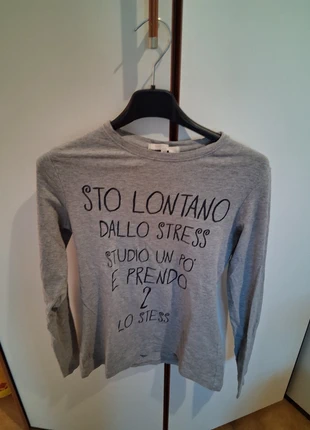 STO LONTANO
DALLO STRESS
STUDIO UN PO'
E PRENDO
2
LO STESS